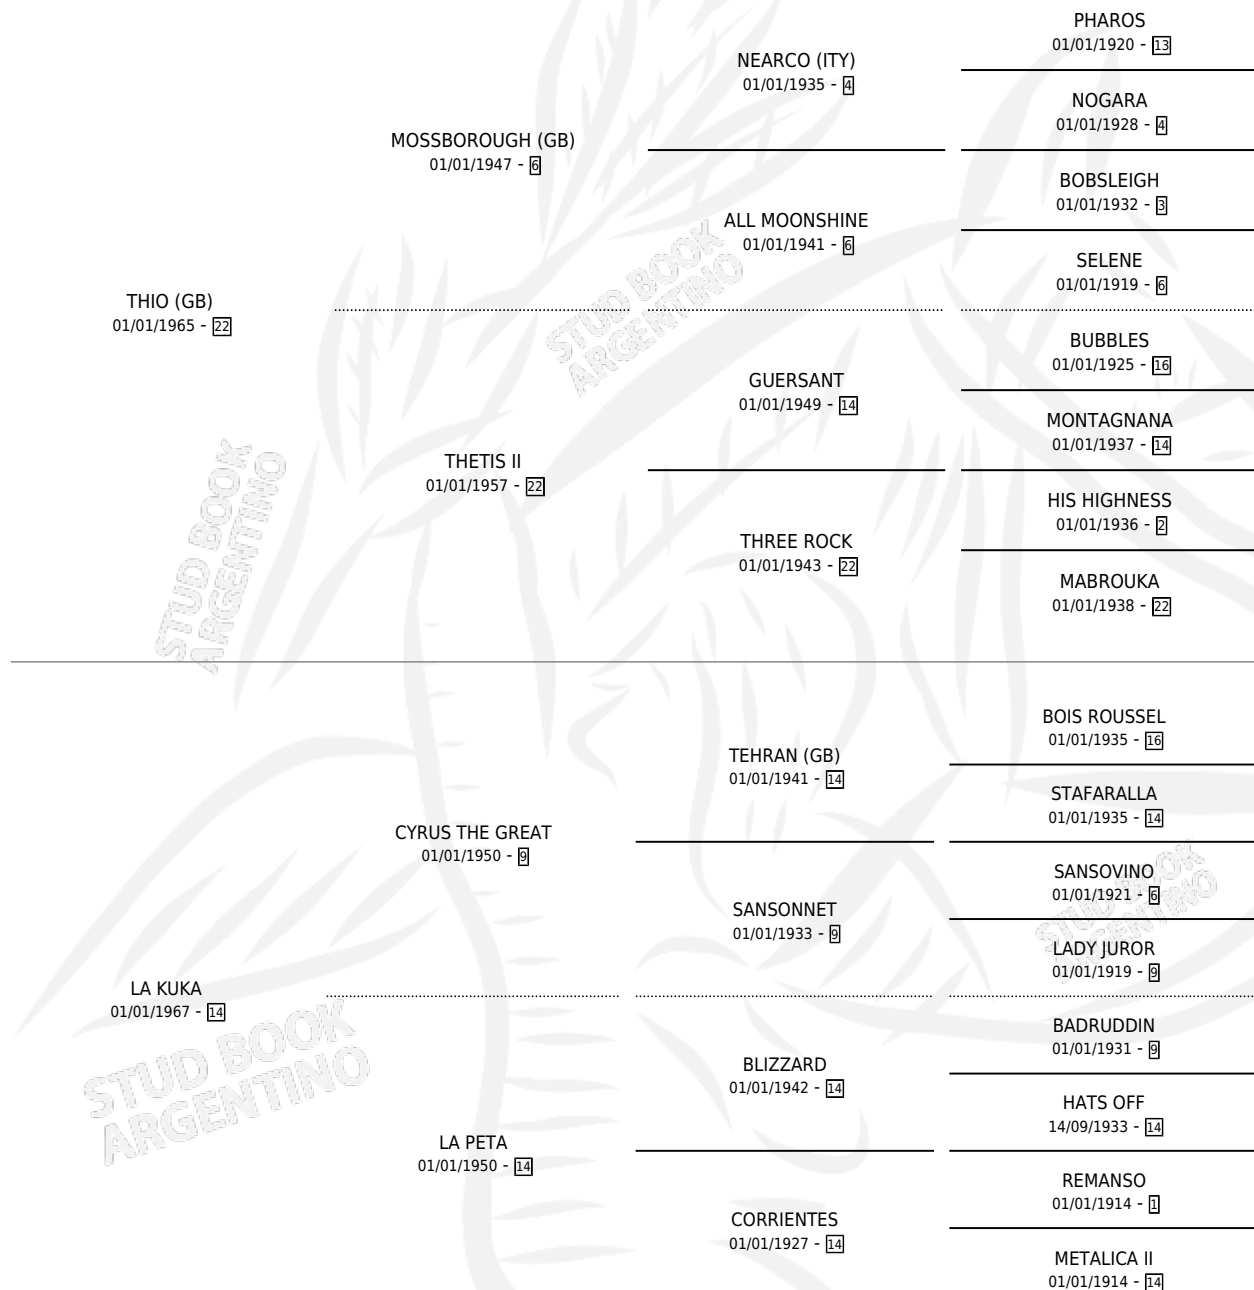 PHAROS
01/01/1920 - 13
NEARCO (ITY)
01/01/1935 - 4
NOGARA
01/01/1928 - 4
MOSSBOROUGH (GB)
01/01/1947 - 6
BOBSLEIGH
01/01/1932 - 3
ALL MOONSHINE
01/01/1941 - 6
SELENE
01/01/1919 - 6
THIO (GB)
01/01/1965 - 22
STUD BOOK
ARGENTINO
BUBBLES
01/01/1925 - 16
GUERSANT
01/01/1949 - 14
MONTAGNANA
01/01/1937 - 14
THETIS II
01/01/1957 - 22
HIS HIGHNESS
01/01/1936 - 2
THREE ROCK
01/01/1943 - 22
MABROUKA
01/01/1938 - 22
STUD BOOK
ARGENTINO
BOIS ROUSSEL
01/01/1935 - 16
TEHRAN (GB)
01/01/1941 - 14
STAFARALLA
01/01/1935 - 14
CYRUS THE GREAT
01/01/1950 - 9
SANSOVINO
01/01/1921 - 6
STUD BOOK
ARGENTINO
SANSONNET
01/01/1933 - 9
LADY JUROR
01/01/1919 - 9
LA KUKA
01/01/1967 - 14
STUD BOOK
ARGENTINO
BADRUDDIN
01/01/1931 - 9
BLIZZARD
01/01/1942 - 14
HATS OFF
14/09/1933 - 14
LA PETA
01/01/1950 - 14
REMANSO
01/01/1914 - 1
CORRIENTES
01/01/1927 - 14
METALICA II
01/01/1914 - 14